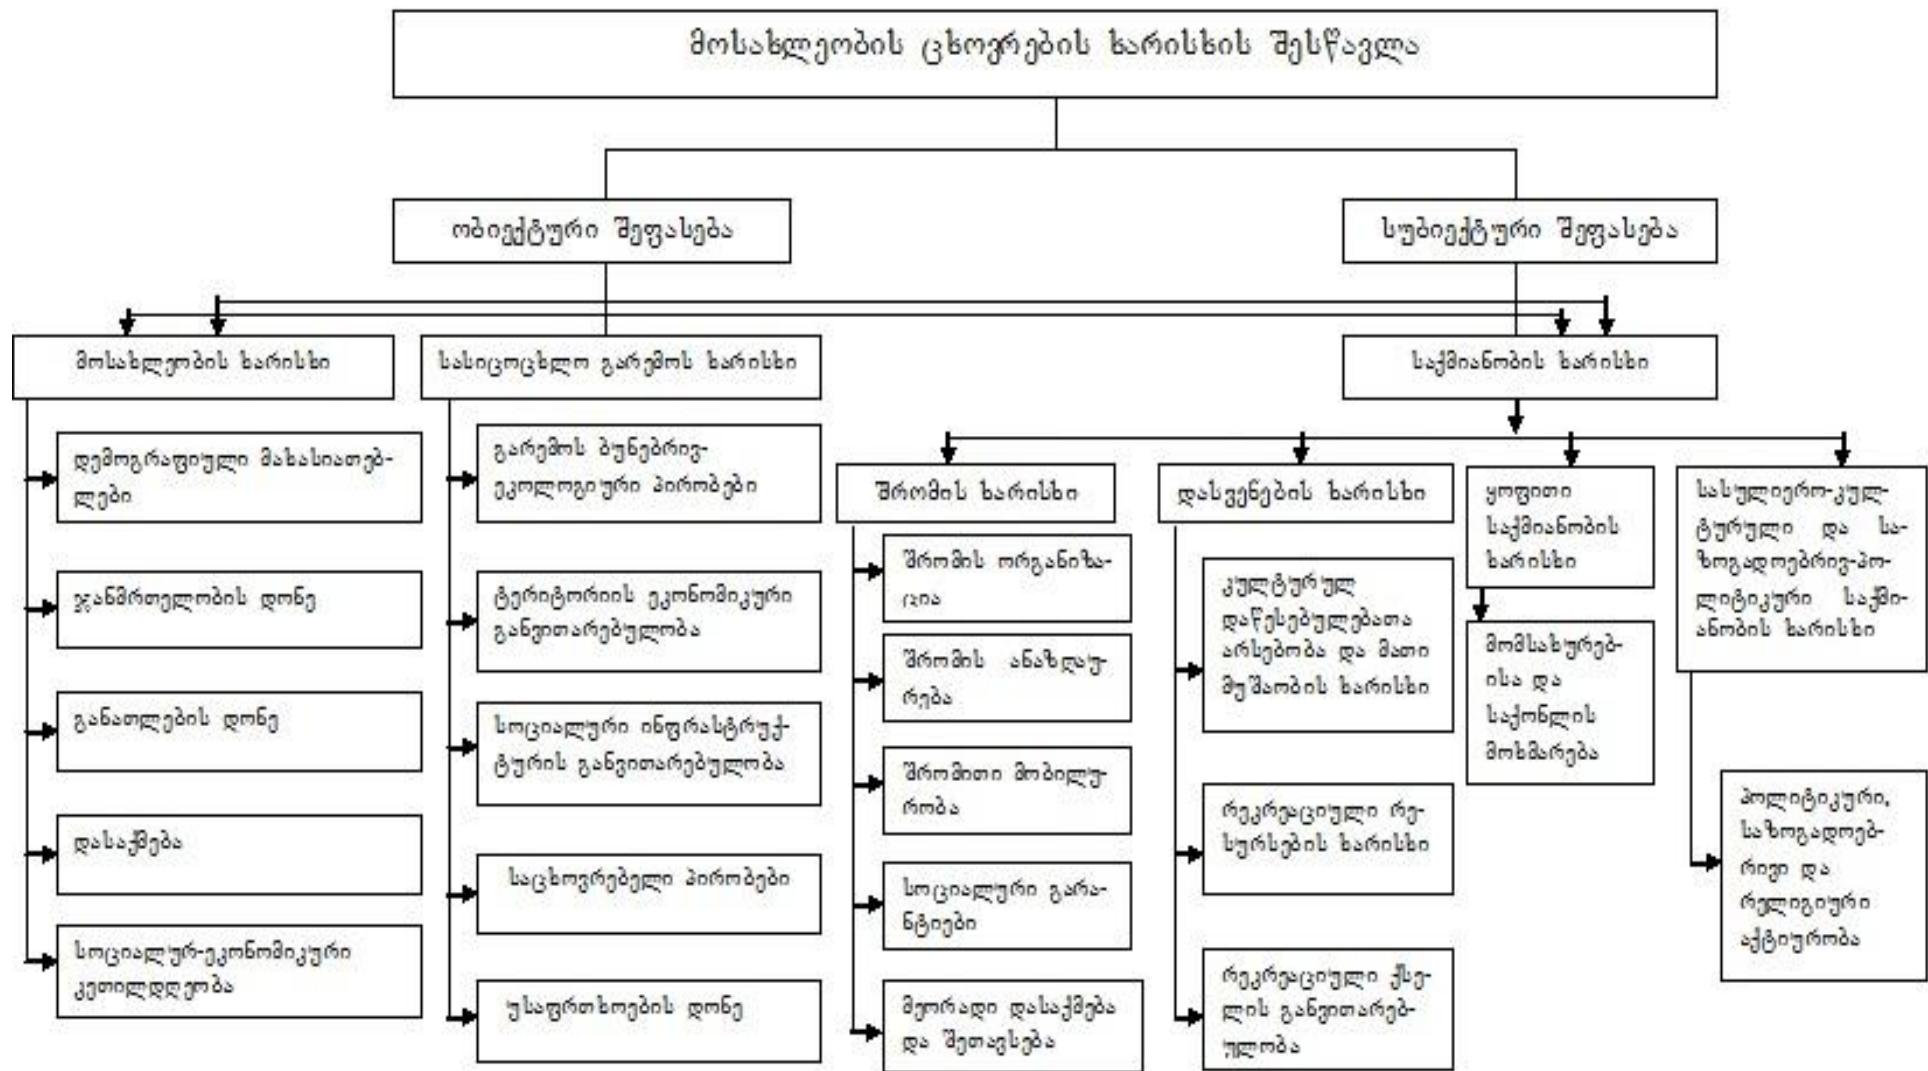 მოსახლეობის ცხოვრების ხარისხის შესწავლა
ობიექტური შეფასება
სუბიექტური შეფასება
მოსახლეობის ხარისხი
სასიცოცხლო გარემოს ხარისხი
საქმიანობის ხარისხი
დემოგრაფიული მახასიათებ-
ლები
ჯანმრთელობის დონე
განათლების დონე
დასაქმება
სოციალურ-ეკონომიკური
კეთილდღეობა
გარემოს ბუნებრივ-
ეკოლოგიური პირობები
ტერიტორიის ეკონომიკური
განვითარებულობა
სოციალური ინფრასტრუქ-
ტურის განვითარებულობა
საცხოვრებელი პირობები
უსაფრთხოების დონე
შრომის ხარისხი
შრომის ორგანიზა-
ცია
შრომის ანაზღაუ-
რება
შრომითი მობილუ-
რობა
სოციალური გარა-
ნტიები
მეორადი დასაქმება
და შეთავსება
დასვენების ხარისხი
კულტურულ
დაწესებულებათა
არსებობა და მათი
მუშაობის ხარისხი
რეკრეაციული რე-
სურსების ხარისხი
რეკრეაციული ქსე-
ლის განვითარებ-
ულობა
ყოფითი
საქმიანობის
ხარისხი
მომსახურებ-
ისა და
საქონლის
მოხმარება
სასულიერო-კულ-
ტურული და სა-
ზოგადოებრივ-პო-
ლიტიკური საქმი-
ანობის ხარისხი
პოლიტიკური,
საზოგადოებ-
რივი და
რელიგიური
აქტიურობა